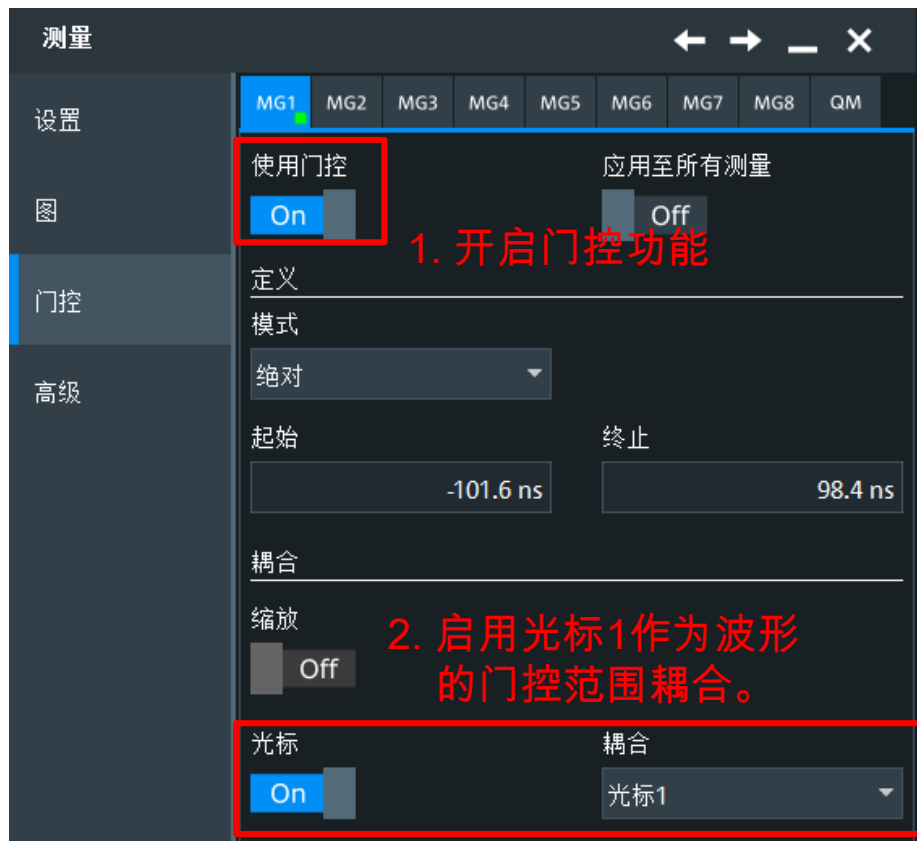 测量
设置
图
门控
高级
MG1 MG2 MG3 MG4 MG5 MG6 MG7 MG8 QM
使用门控 应用至所有测量
On Off
1. 开启门控功能
定义
模式
绝对
起始 终止
-101.6 ns 98.4 ns
耦合
缩放
Off
2. 启用光标1作为波形
的门控范围耦合。
光标 耦合
On 光标1